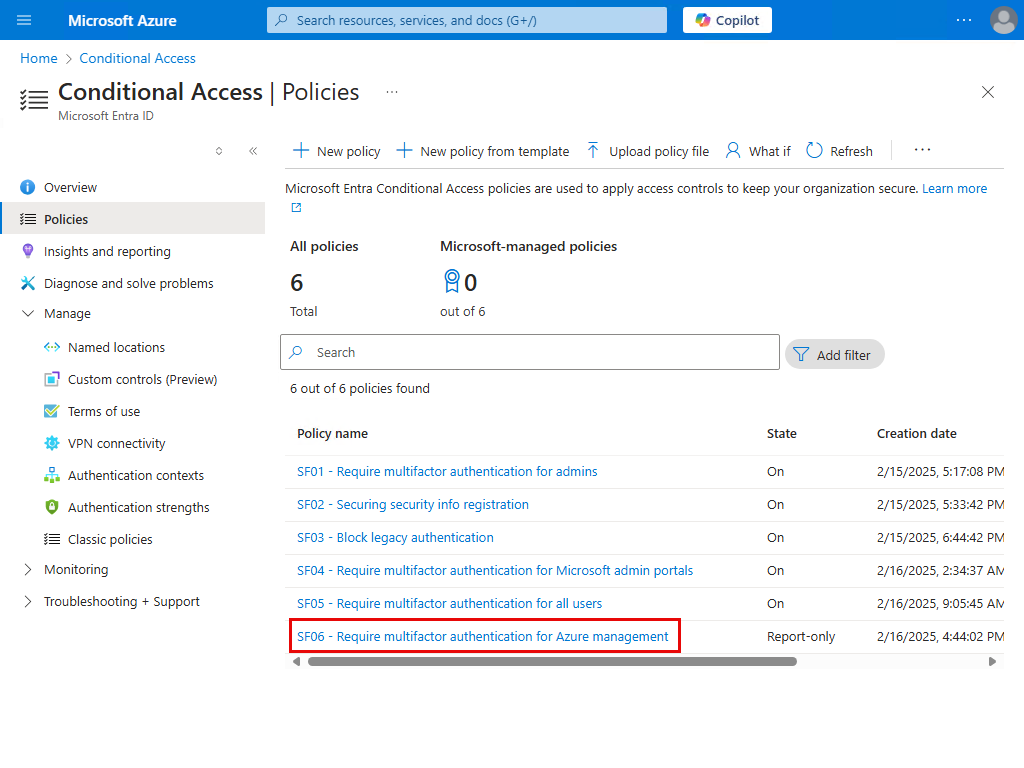 Microsoft Azure
Search resources, services, and docs (G+/)
Copilot
Home > Conditional Access
Conditional Access | Policies
Microsoft Entra ID
New policy
New policy from template
Upload policy file
What if
Refresh
Overview
Policies
Insights and reporting
Diagnose and solve problems
Manage
Named locations
Custom controls (Preview)
Terms of use
VPN connectivity
Authentication contexts
Authentication strengths
Classic policies
Monitoring
Troubleshooting + Support
Microsoft Entra Conditional Access policies are used to apply access controls to keep your organization secure. Learn more
All policies
6
Total
Microsoft-managed policies
0
out of 6
Search
Add filter
6 out of 6 policies found
Policy name State Creation date
SF01 - Require multifactor authentication for admins On 2/15/2025, 5:17:08 PM
SF02 - Securing security info registration On 2/15/2025, 5:33:42 PM
SF03 - Block legacy authentication On 2/15/2025, 6:44:42 PM
SF04 - Require multifactor authentication for Microsoft admin portals On 2/16/2025, 2:34:37 AM
SF05 - Require multifactor authentication for all users On 2/16/2025, 9:05:45 AM
SF06 - Require multifactor authentication for Azure management Report-only 2/16/2025, 4:44:02 PM